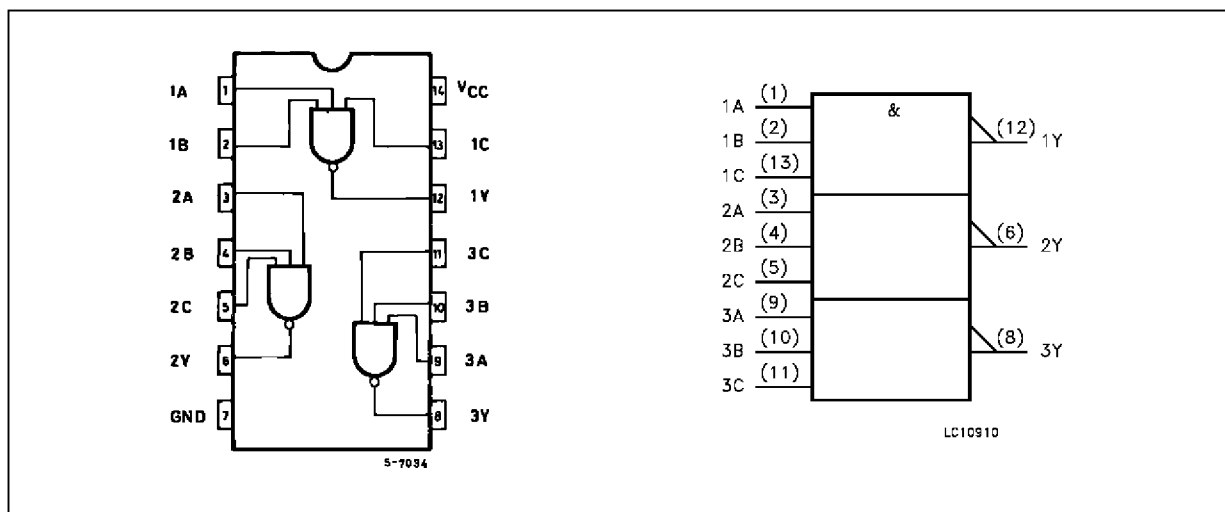 1A 1 14 VCC
1B 2 13 1C
2A 3 12 1Y
2B 4 11 3C
2C 5 10 3B
2Y 6 9 3A
GND 7 8 3Y
S-7034
&
1A (1)
1B (2)
1C (13)
(12) 1Y
2A (3)
2B (4)
2C (5)
(6) 2Y
3A (9)
3B (10)
3C (11)
(8) 3Y
LC10910